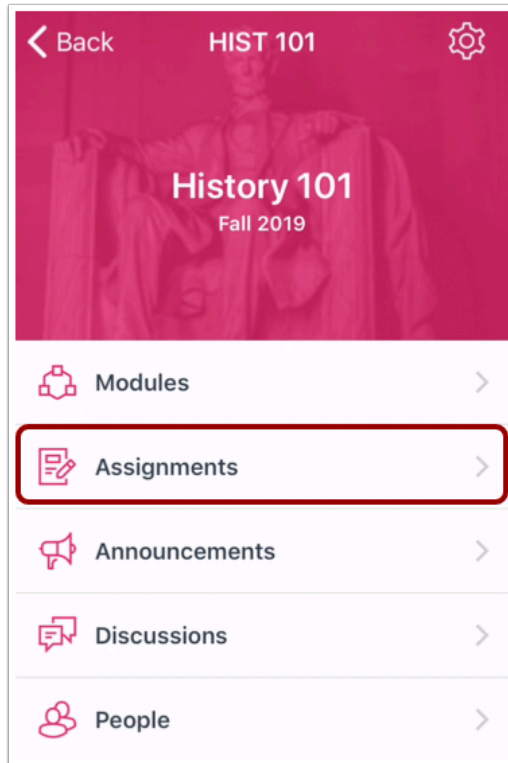 Back HIST 101
History 101
Fall 2019
Modules
Assignments
Announcements
Discussions
People